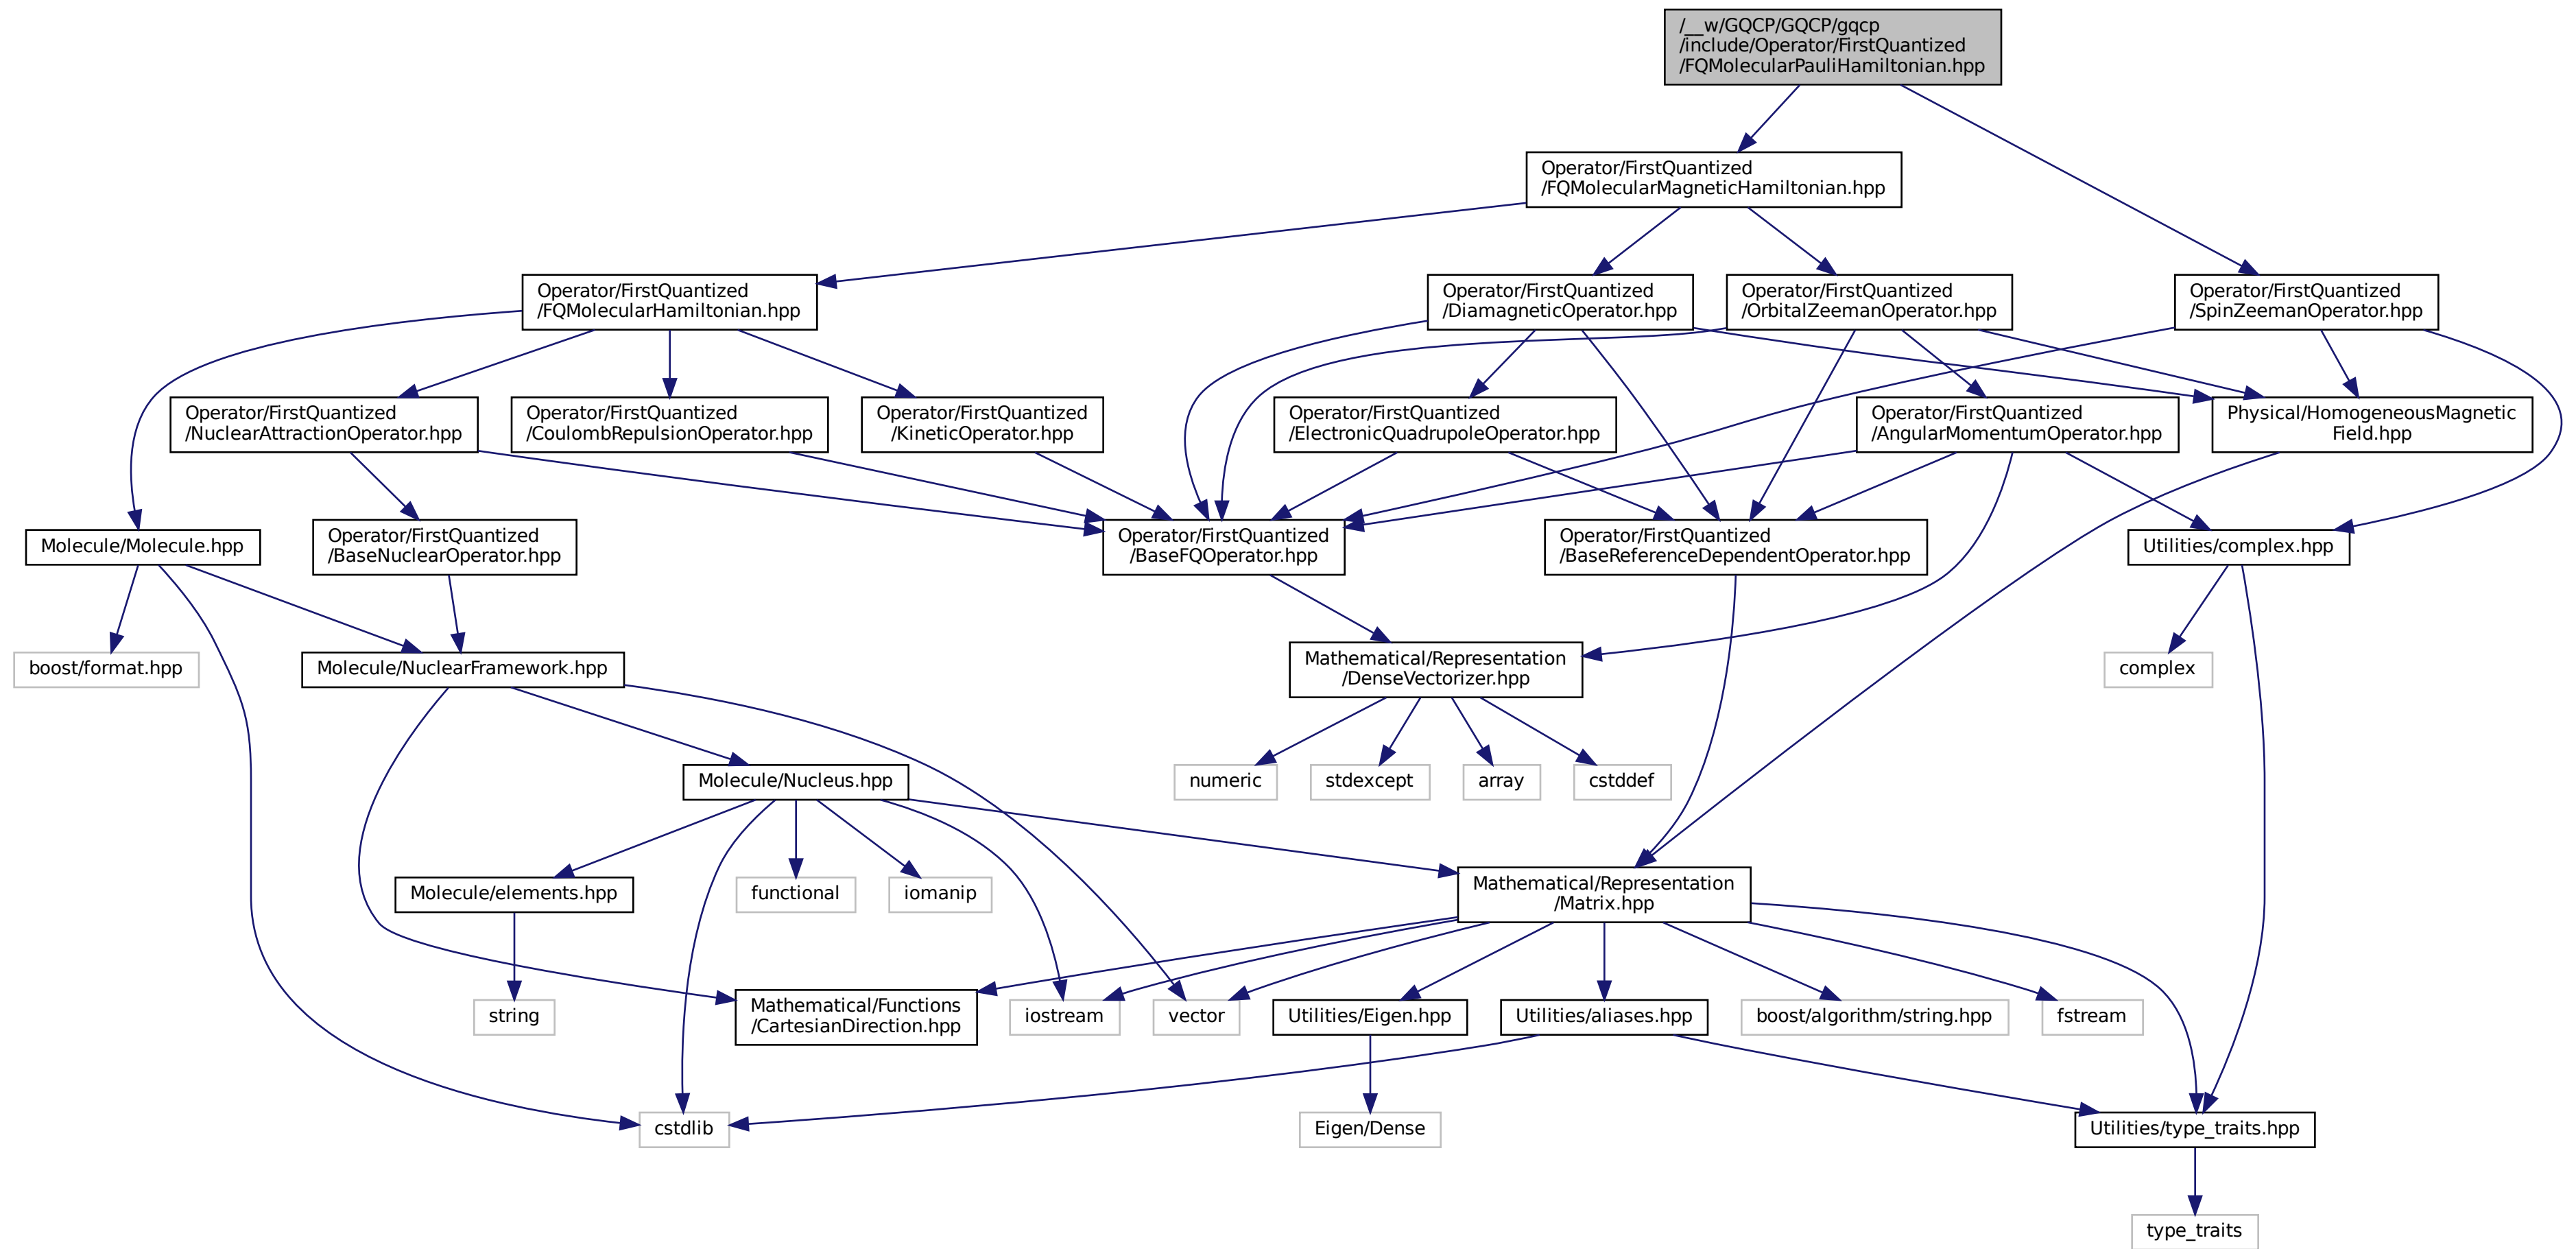 /__w/GQCP/GQCP/gqcp
/include/Operator/FirstQuantized
/FQMolecularPauliHamiltonian.hpp
Operator/FirstQuantized
/FQMolecularMagneticHamiltonian.hpp
Operator/FirstQuantized
/FQMolecularHamiltonian.hpp
Operator/FirstQuantized
/DiamagneticOperator.hpp
Operator/FirstQuantized
/OrbitalZeemanOperator.hpp
Operator/FirstQuantized
/SpinZeemanOperator.hpp
Operator/FirstQuantized
/NuclearAttractionOperator.hpp
Operator/FirstQuantized
/CoulombRepulsionOperator.hpp
Operator/FirstQuantized
/KineticOperator.hpp
Operator/FirstQuantized
/ElectronicQuadrupoleOperator.hpp
Operator/FirstQuantized
/AngularMomentumOperator.hpp
Physical/HomogeneousMagnetic
Field.hpp
Molecule/Molecule.hpp
Operator/FirstQuantized
/BaseNuclearOperator.hpp
Operator/FirstQuantized
/BaseFQOperator.hpp
Operator/FirstQuantized
/BaseReferenceDependentOperator.hpp
Utilities/complex.hpp
boost/format.hpp
Molecule/NuclearFramework.hpp
Mathematical/Representation
/DenseVectorizer.hpp
complex
Molecule/Nucleus.hpp
numeric
stdexcept
array
cstddef
Molecule/elements.hpp
functional
iomanip
Mathematical/Representation
/Matrix.hpp
string
Mathematical/Functions
/CartesianDirection.hpp
iostream
vector
Utilities/Eigen.hpp
Utilities/aliases.hpp
boost/algorithm/string.hpp
fstream
cstdlib
Eigen/Dense
Utilities/type_traits.hpp
type_traits